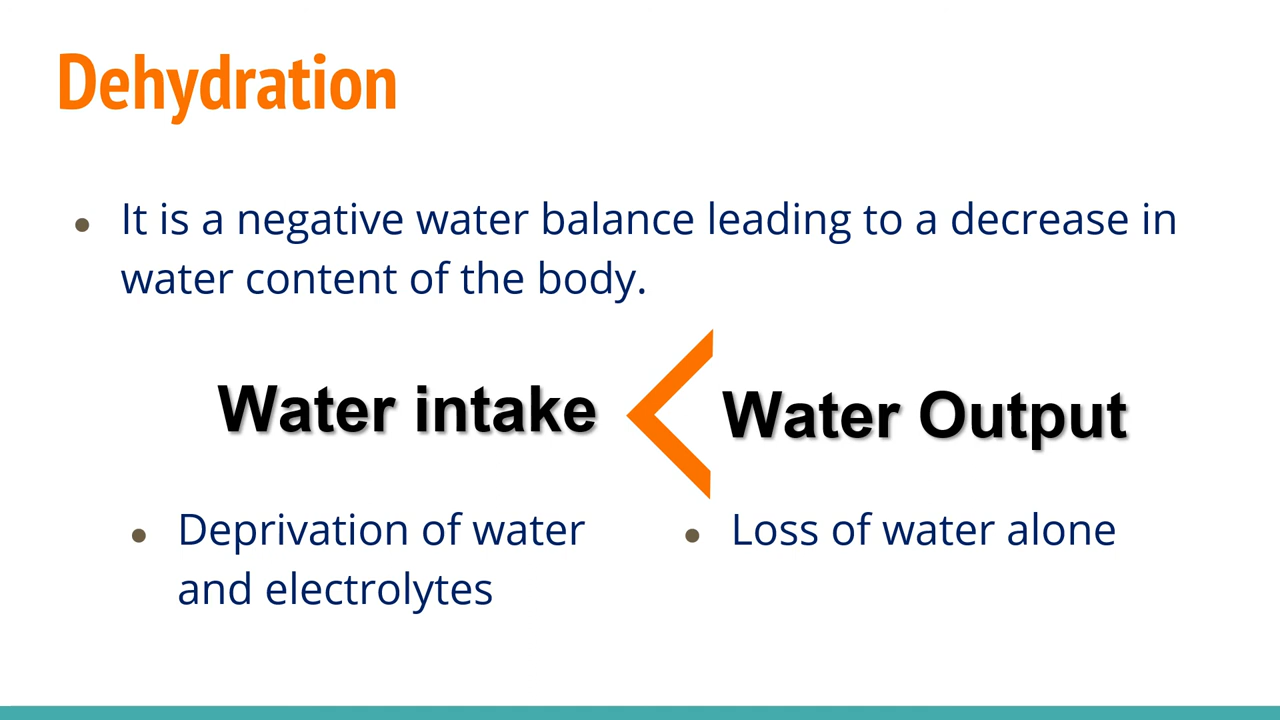 Dehydration
● It is a negative water balance leading to a decrease in
water content of the body.
Water intake < Water Output
● Deprivation of water
and electrolytes
● Loss of water alone